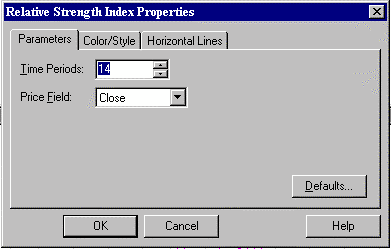 Relative Strength Index Properties
Parameters Color/Style Horizontal Lines
Time Periods: 14
Price Field: Close
Defaults...
OK Cancel Help